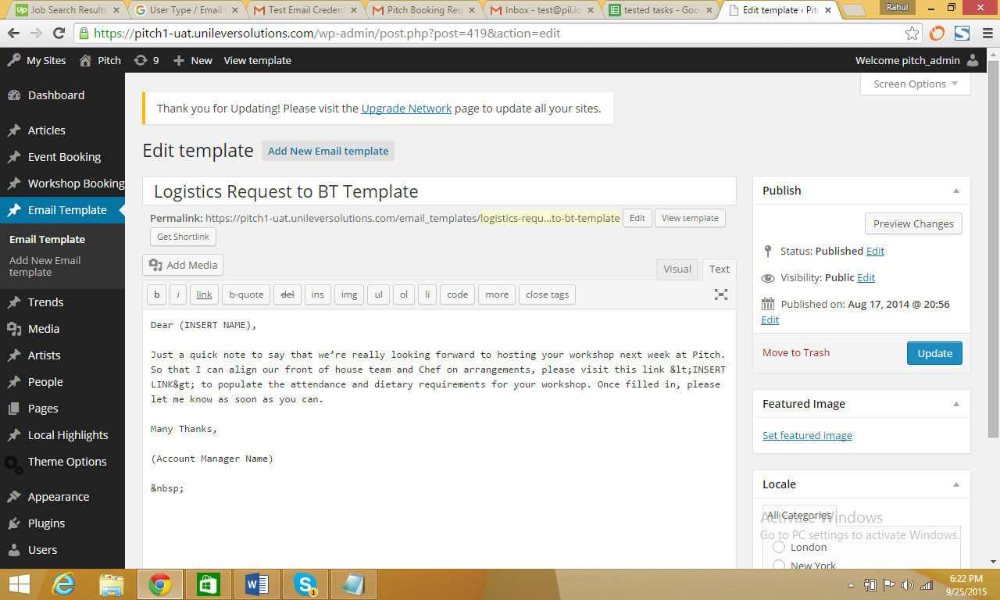 Job Search Results
User Type / Email
Test Email Creden
Pitch Booking Req
Inbox - test@pil.io
tested tasks - Goo
Edit template ‹ Pit
Rahul
https://pitch1-uat.unileversolutions.com/wp-admin/post.php?post=419&action=edit
My Sites
Pitch
9
New
View template
Welcome pitch_admin
Screen Options
Dashboard
Articles
Event Booking
Workshop Booking
Email Template
Email Template
Add New Email
template
Trends
Media
Artists
People
Pages
Local Highlights
Theme Options
Appearance
Plugins
Users
Thank you for Updating! Please visit the Upgrade Network page to update all your sites.
Edit template
Add New Email template
Logistics Request to BT Template
Permalink: https://pitch1-uat.unileversolutions.com/email_templates/logistics-requ…to-bt-template
Edit
View template
Get Shortlink
Add Media
Visual
Text
b
i
link
b-quote
del
ins
img
ul
ol
li
code
more
close tags
Dear (INSERT NAME),
Just a quick note to say that we’re really looking forward to hosting your workshop next week at Pitch.
So that I can align our front of house team and Chef on arrangements, please visit this link &lt;INSERT
LINK&gt; to populate the attendance and dietary requirements for your workshop. Once filled in, please
let me know as soon as you can.
Many Thanks,
(Account Manager Name)
&nbsp;
Publish
Preview Changes
Status: Published Edit
Visibility: Public Edit
Published on: Aug 17, 2014 @ 20:56
Edit
Move to Trash
Update
Featured Image
Set featured image
Locale
All Categories
Activate Windows
Go to PC settings to activate Windows.
London
New York
6:22 PM
9/25/2015